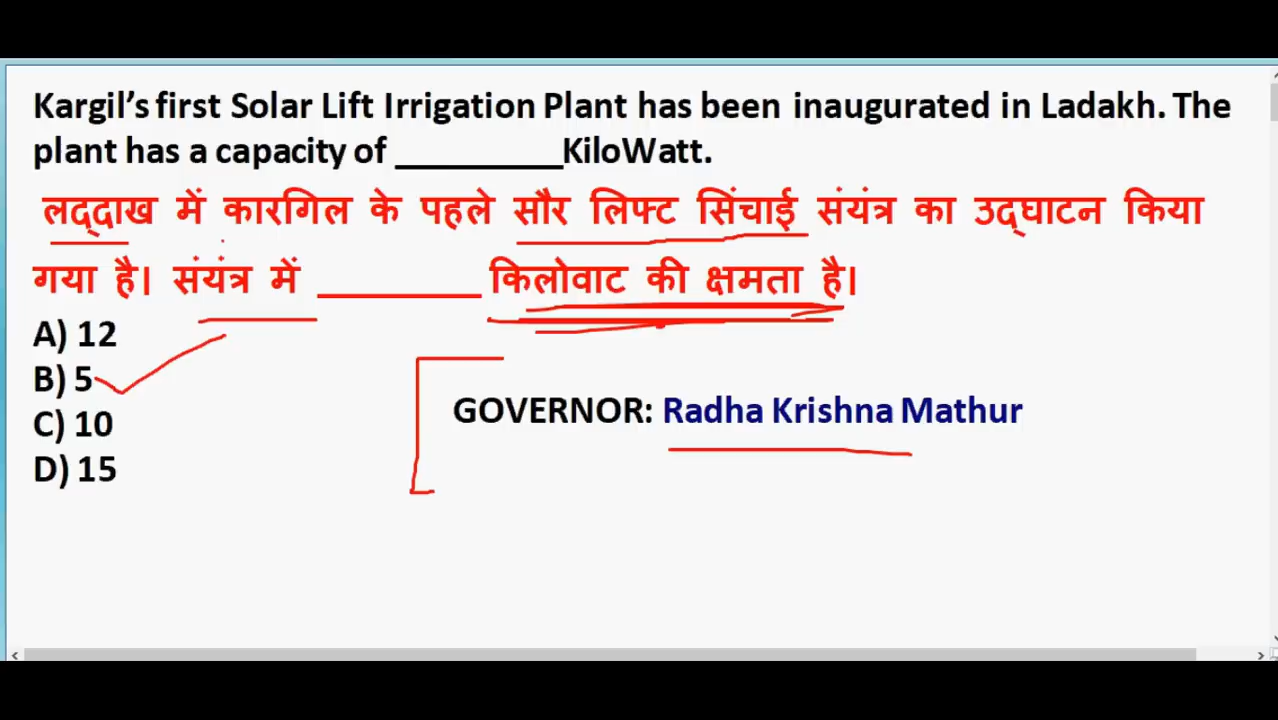 Kargil's first Solar Lift Irrigation Plant has been inaugurated in Ladakh. The
plant has a capacity of _________KiloWatt.
लद्दाख में कारगिल के पहले सौर लिफ्ट सिंचाई संयंत्र का उद्घाटन किया
गया है। संयंत्र में _________ किलोवाट की क्षमता है।
A) 12
B) 5
C) 10
D) 15
GOVERNOR: Radha Krishna Mathur